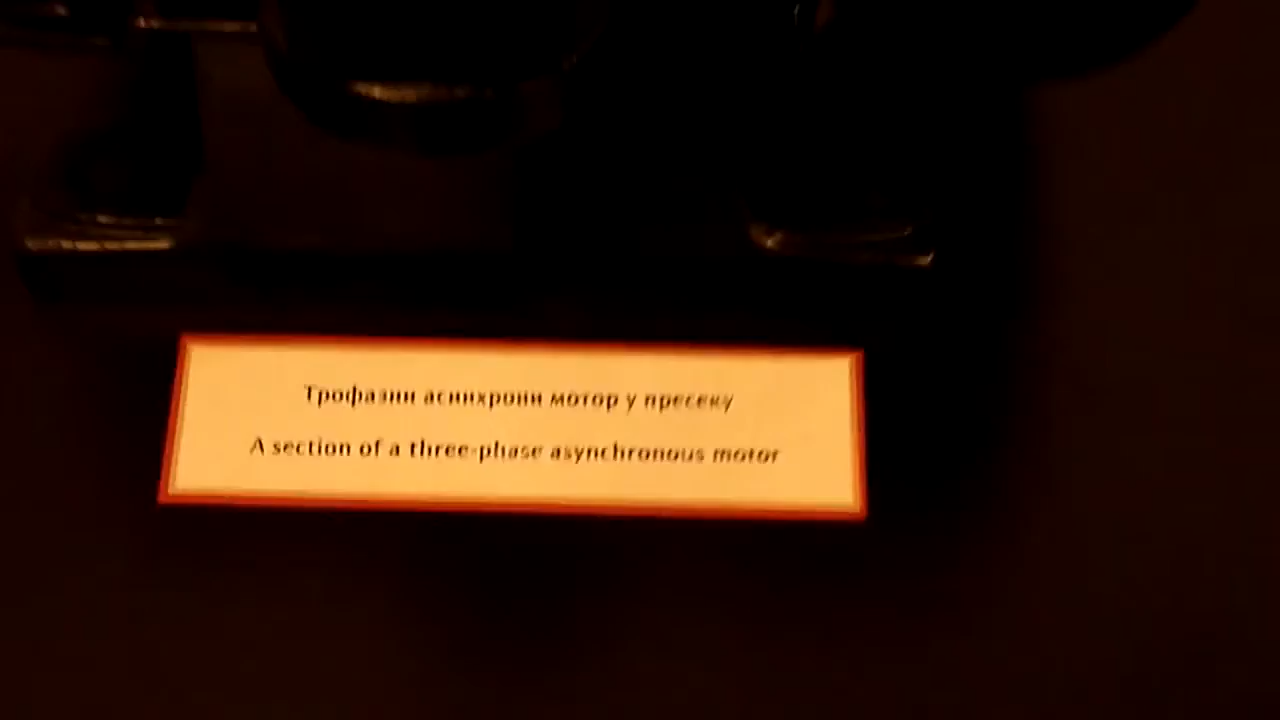 Трофазни асинхрони мотор у пресеку
A section of a three-phase asynchronous motor